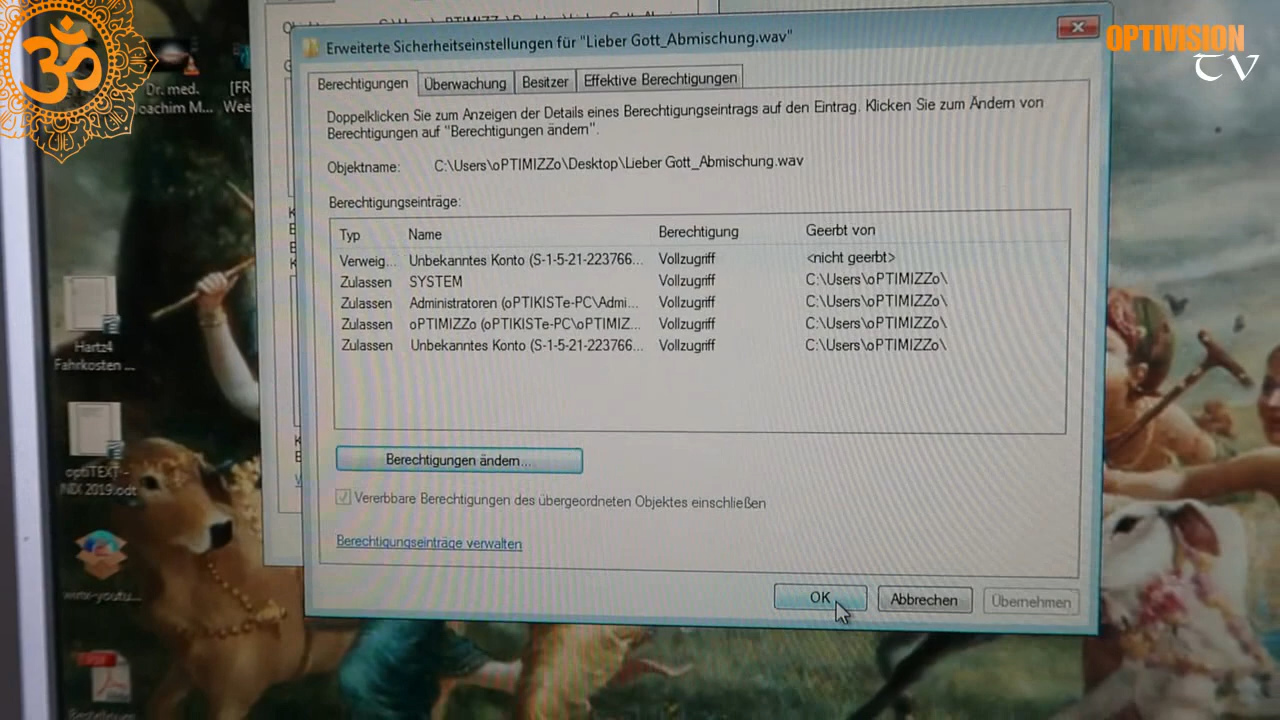 OPTIVISION
TV
ॐ
Erweiterte Sicherheitseinstellungen für "Lieber Gott_Abmischung.wav"
Berechtigungen Überwachung Besitzer Effektive Berechtigungen
Doppelklicken Sie zum Anzeigen der Details eines Berechtigungseintrags auf den Eintrag. Klicken Sie zum Ändern von
Berechtigungen auf "Berechtigungen ändern".
Objektname: C:\Users\oPTIMIZZo\Desktop\Lieber Gott_Abmischung.wav
Berechtigungseinträge:
Typ Name Berechtigung Geerbt von
Verweig... Unbekanntes Konto (S-1-5-21-223766... Vollzugriff <nicht geerbt>
Zulassen SYSTEM Vollzugriff C:\Users\oPTIMIZZo\
Zulassen Administratoren (oPTIKISTe-PC\Admi... Vollzugriff C:\Users\oPTIMIZZo\
Zulassen oPTIMIZZo (oPTIKISTe-PC\oPTIMIZ... Vollzugriff C:\Users\oPTIMIZZo\
Zulassen Unbekanntes Konto (S-1-5-21-223766... Vollzugriff C:\Users\oPTIMIZZo\
Berechtigungen ändern...
Vererbbare Berechtigungen des übergeordneten Objektes einschließen
Berechtigungseinträge verwalten
OK Abbrechen Übernehmen
Dr. med.
oachim M...
[FR
Wee
Hartz4
Fahrkosten ...
optiTEXT -
2019.odt